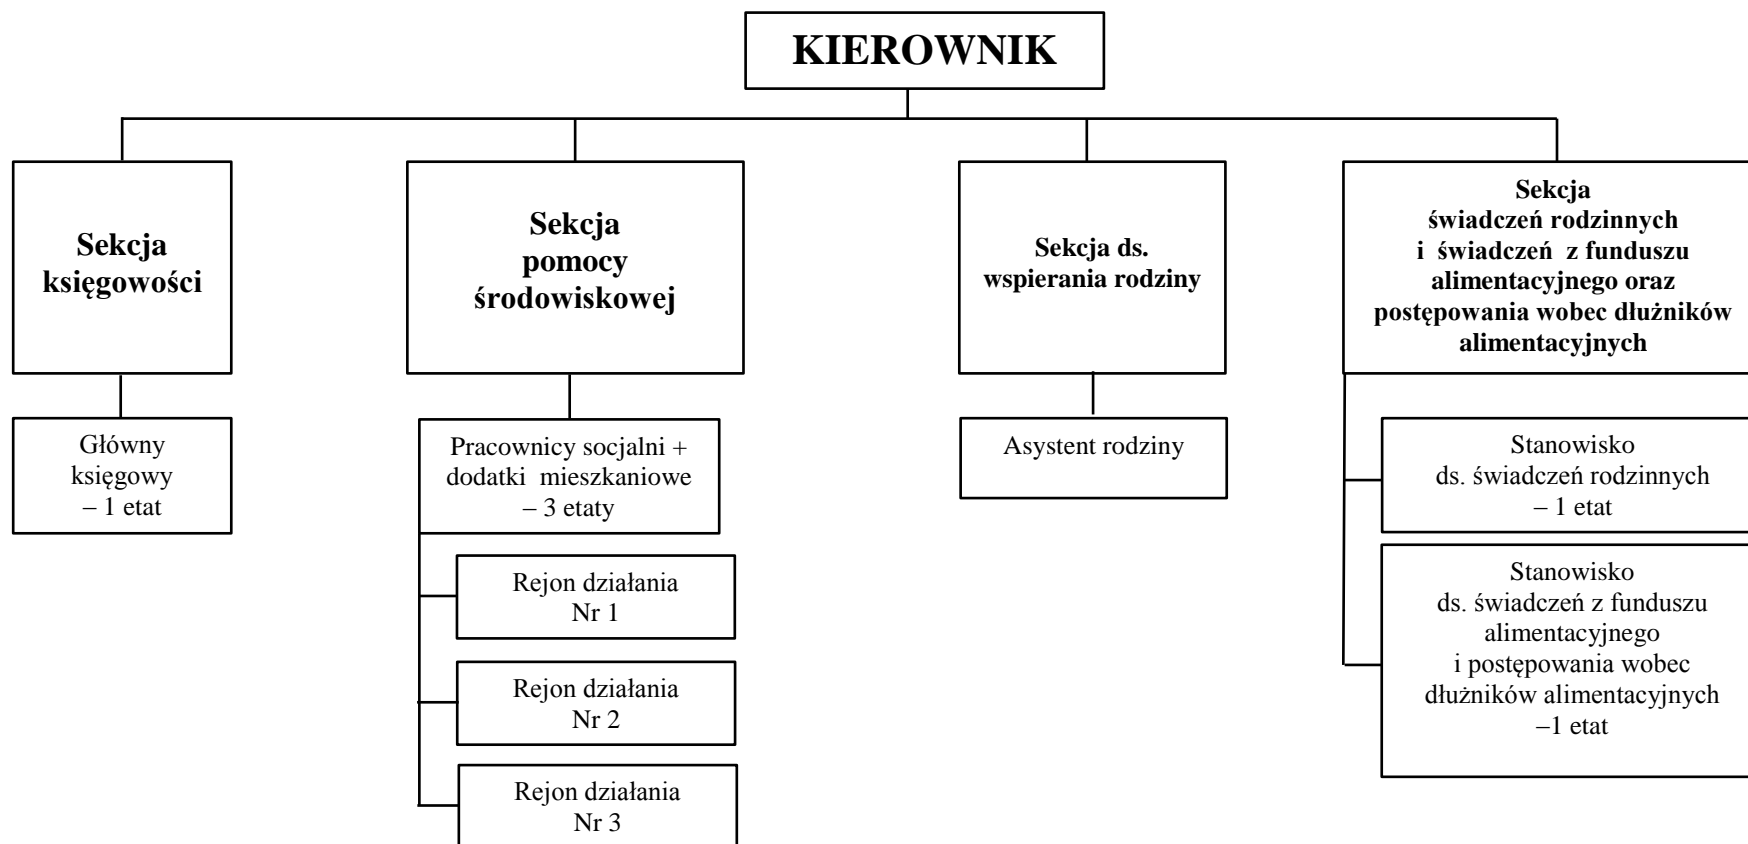 KIEROWNIK
Sekcja
księgowości
Sekcja
pomocy
środowiskowej
Sekcja ds.
wspierania rodziny
Sekcja
świadczeń rodzinnych
i świadczeń z funduszu
alimentacyjnego oraz
postępowania wobec dłużników
alimentacyjnych
Główny
księgowy
– 1 etat
Pracownicy socjalni +
dodatki mieszkaniowe
– 3 etaty
Asystent rodziny
Stanowisko
ds. świadczeń rodzinnych
– 1 etat
Rejon działania
Nr 1
Rejon działania
Nr 2
Rejon działania
Nr 3
Stanowisko
ds. świadczeń z funduszu
alimentacyjnego
i postępowania wobec
dłużników alimentacyjnych
–1 etat